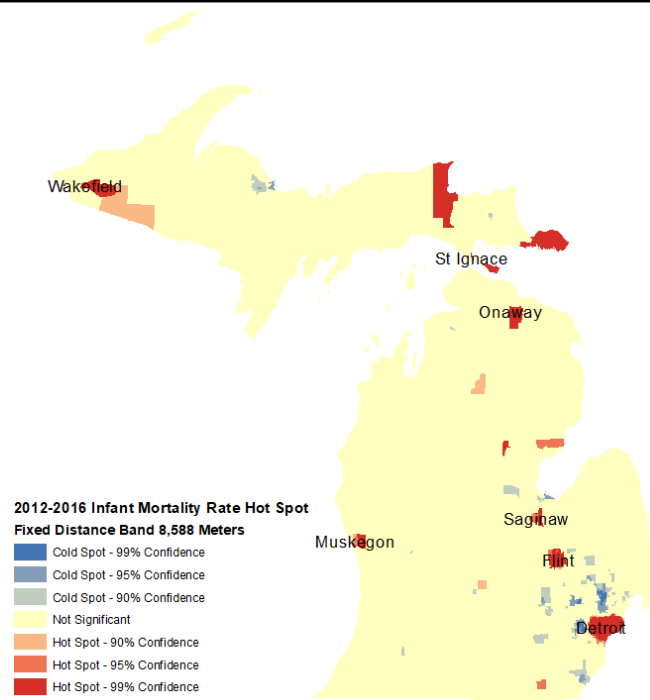 Wakefield
St Ignace
Onaway
2012-2016 Infant Mortality Rate Hot Spot
Fixed Distance Band 8,588 Meters
Cold Spot - 99% Confidence
Cold Spot - 95% Confidence
Cold Spot - 90% Confidence
Not Significant
Hot Spot - 90% Confidence
Hot Spot - 95% Confidence
Hot Spot - 99% Confidence
Saginaw
Muskegon
Flint
Detroit